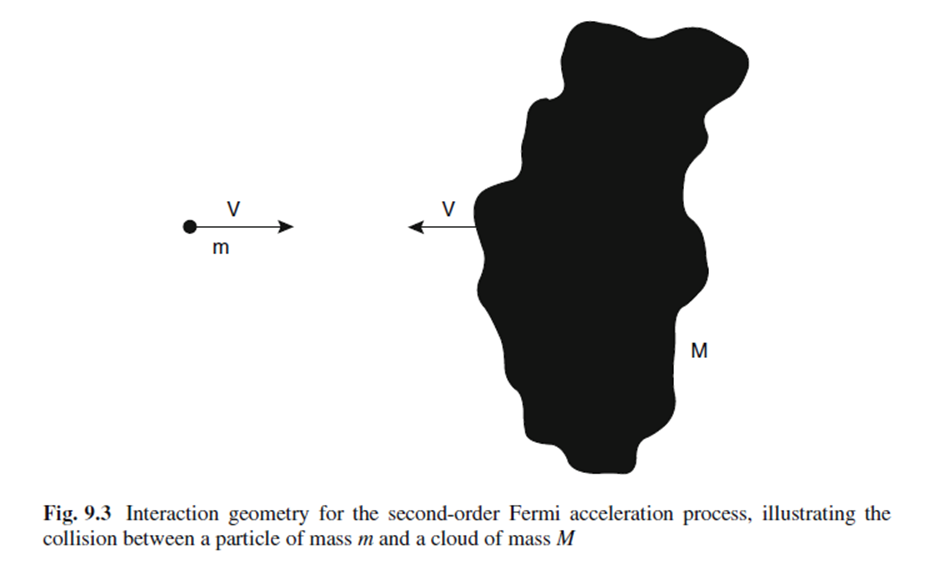 V
V
m
M
Fig. 9.3 Interaction geometry for the second-order Fermi acceleration process, illustrating the
collision between a particle of mass m and a cloud of mass M